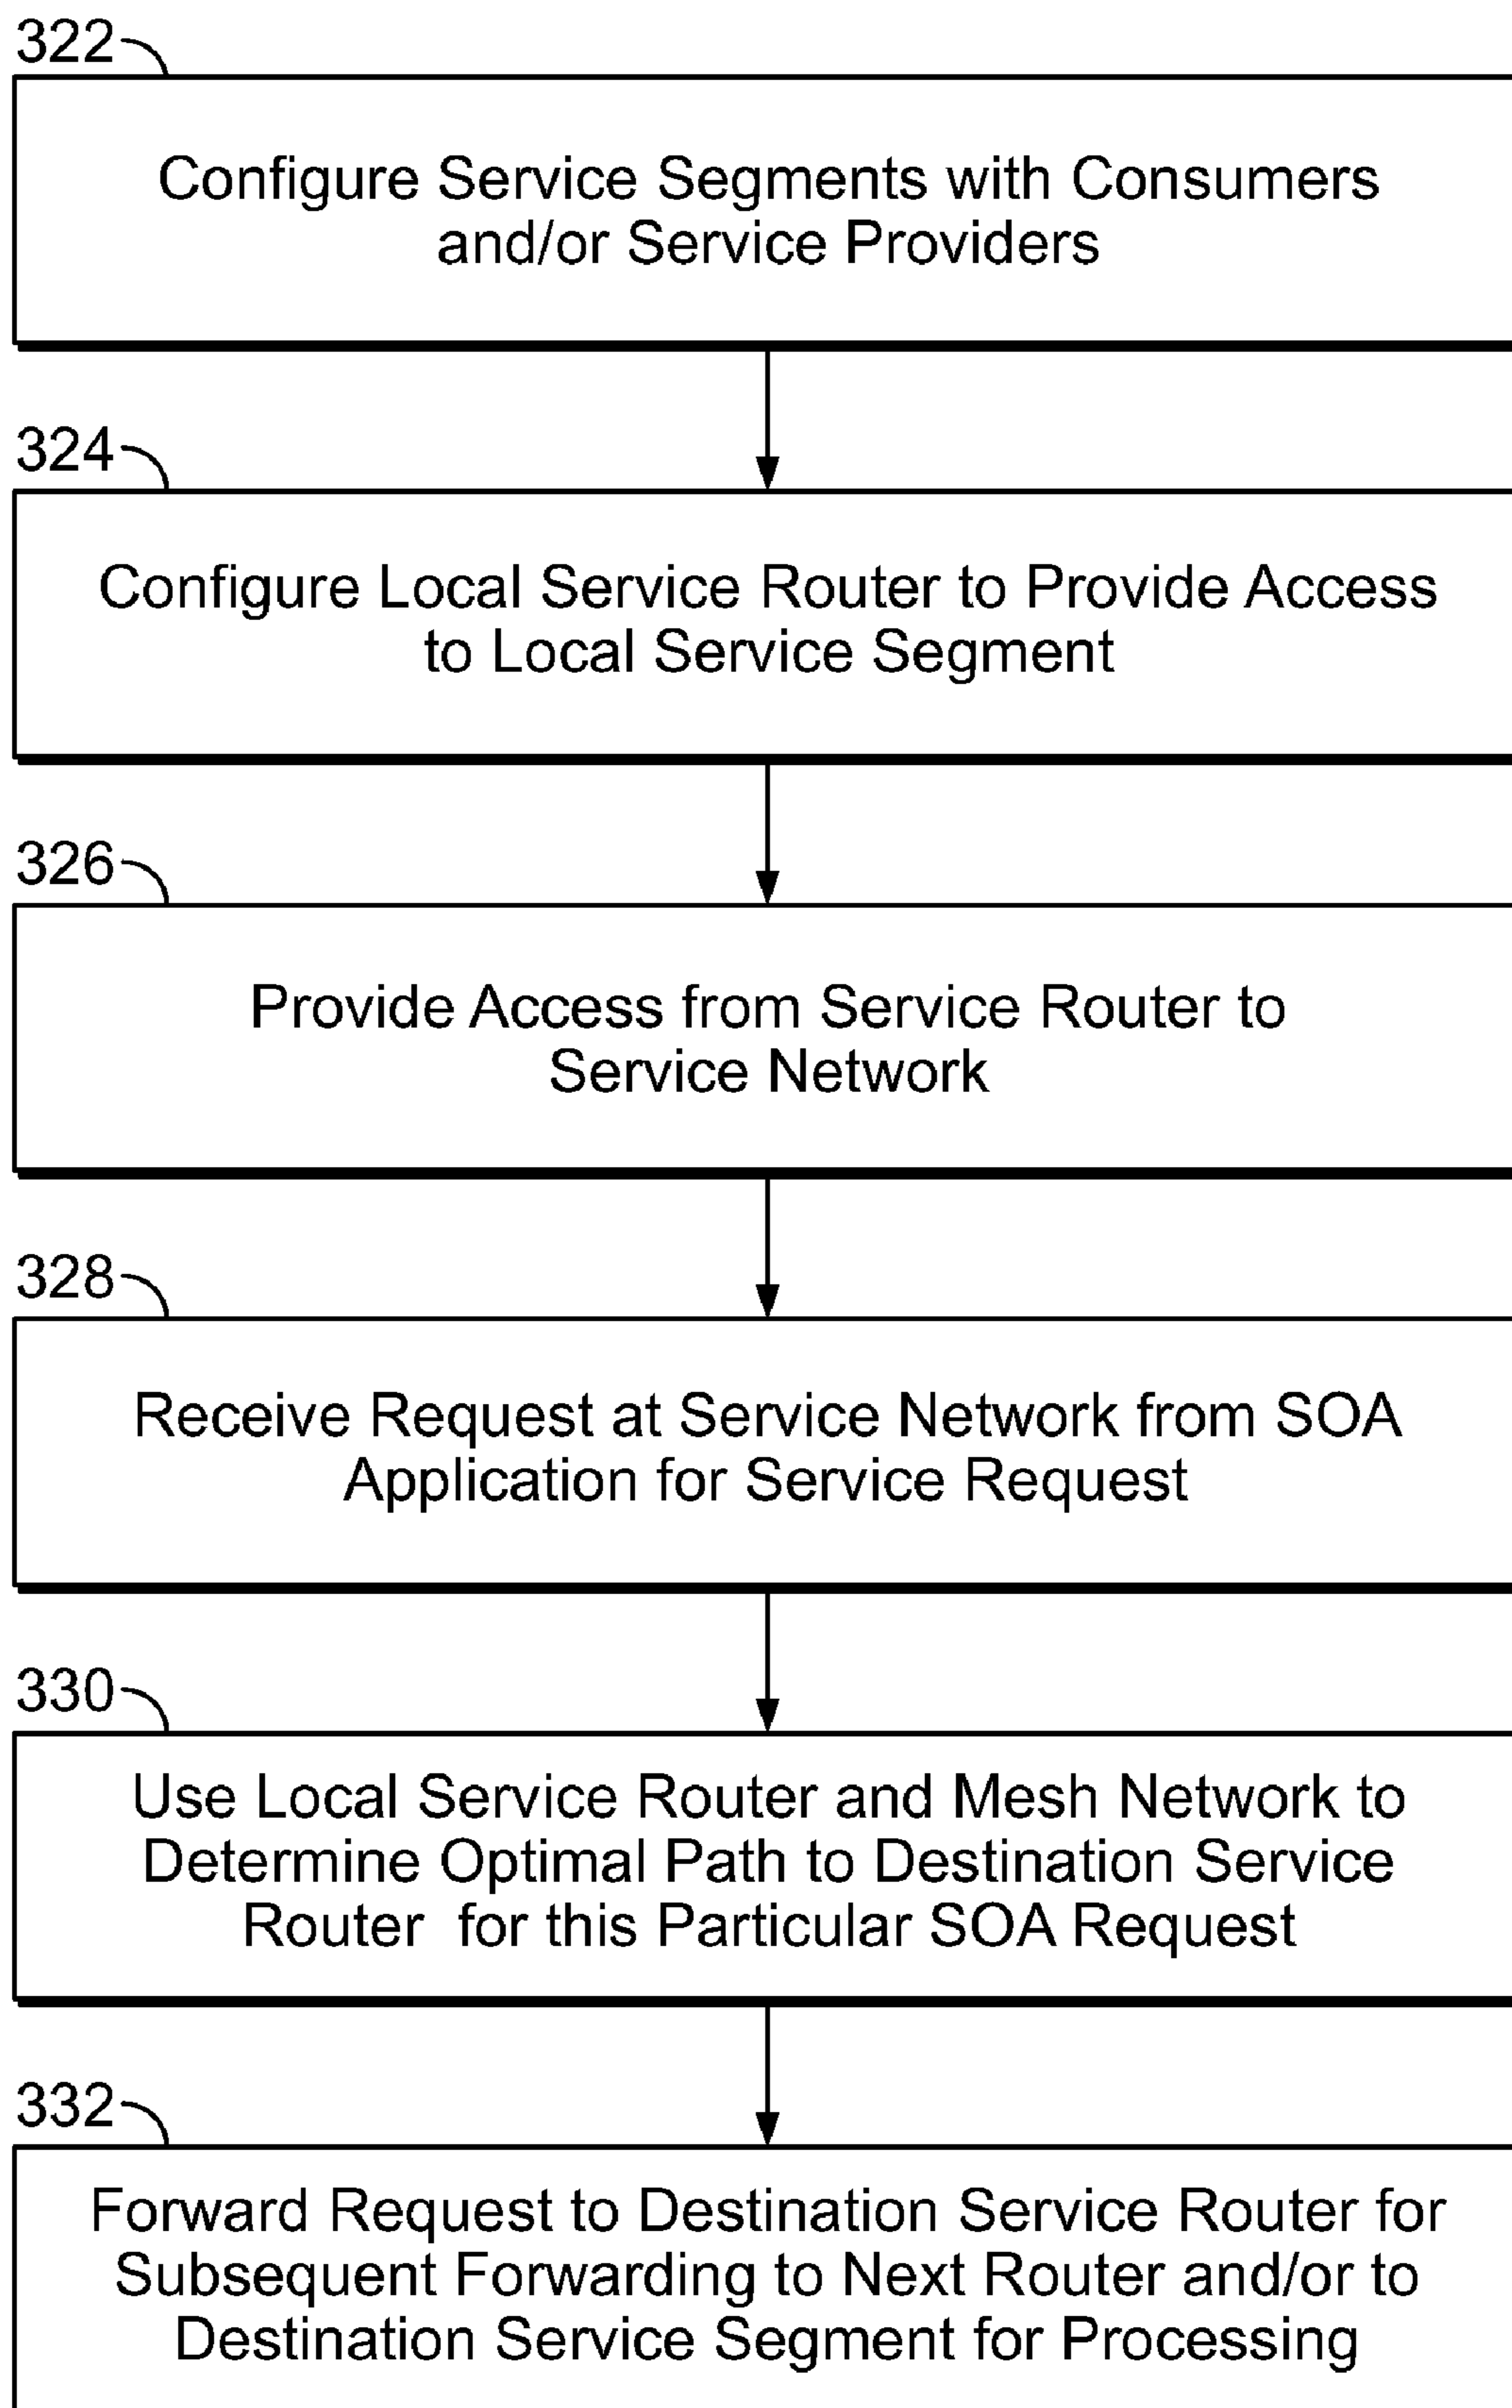 322
Configure Service Segments with Consumers
and/or Service Providers
324
Configure Local Service Router to Provide Access
to Local Service Segment
326
Provide Access from Service Router to
Service Network
328
Receive Request at Service Network from SOA
Application for Service Request
330
Use Local Service Router and Mesh Network to
Determine Optimal Path to Destination Service
Router for this Particular SOA Request
332
Forward Request to Destination Service Router for
Subsequent Forwarding to Next Router and/or to
Destination Service Segment for Processing